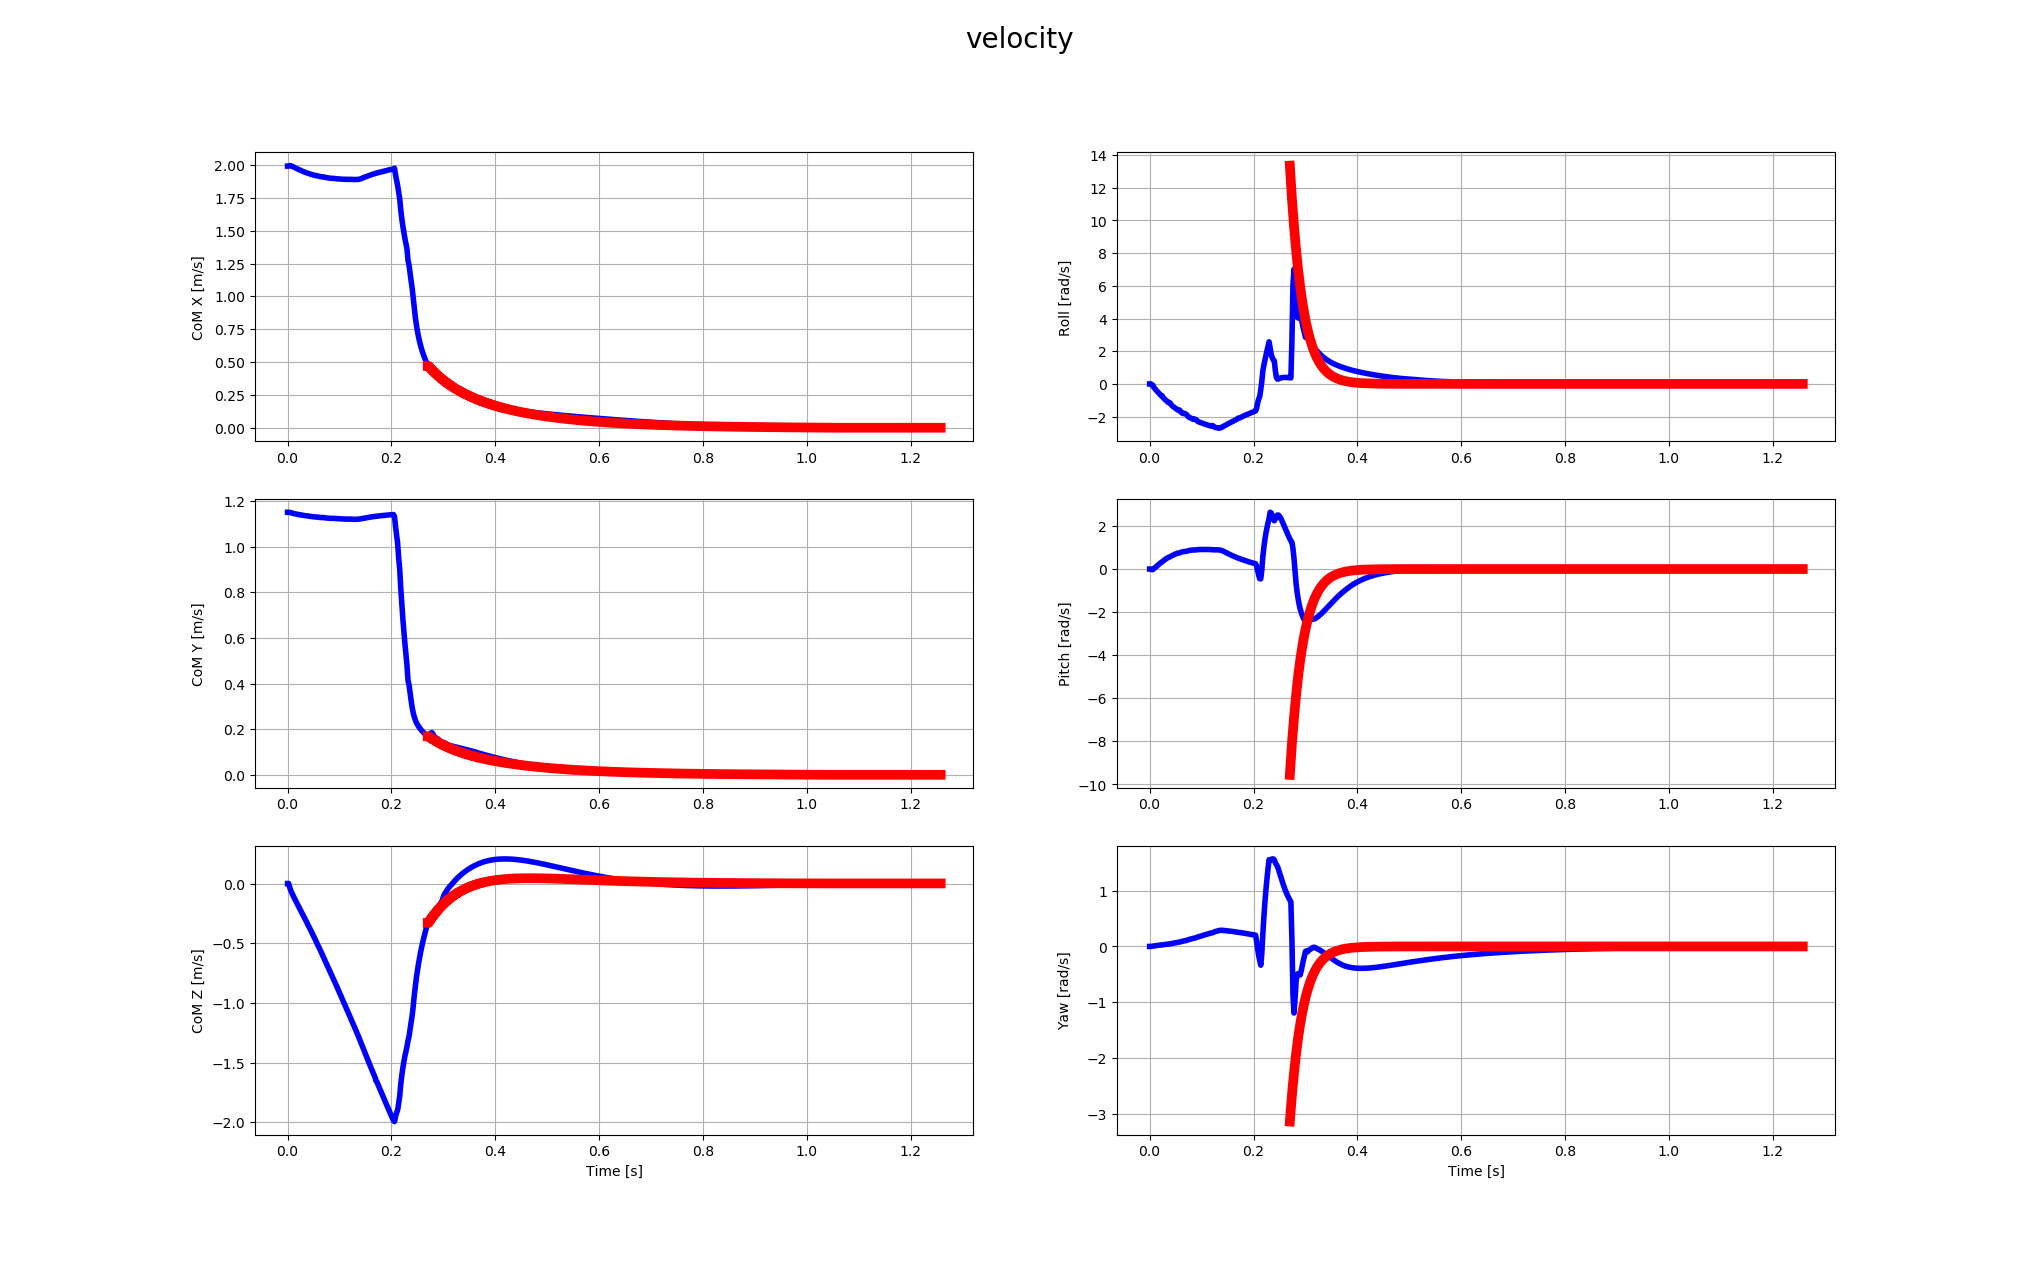 velocity
CoM X [m/s]
2.00
1.75
1.50
1.25
1.00
0.75
0.50
0.25
0.00
0.0 0.2 0.4 0.6 0.8 1.0 1.2
Roll [rad/s]
14
12
10
8
6
4
2
0
−2
0.0 0.2 0.4 0.6 0.8 1.0 1.2
CoM Y [m/s]
1.2
1.0
0.8
0.6
0.4
0.2
0.0
0.0 0.2 0.4 0.6 0.8 1.0 1.2
Pitch [rad/s]
2
0
−2
−4
−6
−8
−10
0.0 0.2 0.4 0.6 0.8 1.0 1.2
CoM Z [m/s]
0.0
−0.5
−1.0
−1.5
−2.0
0.0 0.2 0.4 0.6 0.8 1.0 1.2
Time [s]
Yaw [rad/s]
1
0
−1
−2
−3
0.0 0.2 0.4 0.6 0.8 1.0 1.2
Time [s]